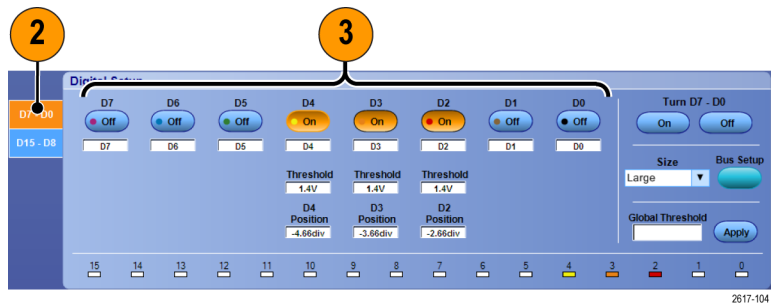 2 3
Digital Setup
D7 - D0
D15 - D8
D7 D6 D5 D4 D3 D2 D1 D0 Turn D7 - D0
Off Off Off On On On Off Off On Off
D7 D6 D5 D4 D3 D2 D1 D0
Size Bus Setup
Large
Threshold Threshold Threshold
1.4V 1.4V 1.4V
D4 D3 D2
Position Position Position
-4.66div -3.66div -2.66div
Global Threshold
Apply
15 14 13 12 11 10 9 8 7 6 5 4 3 2 1 0
2617-104